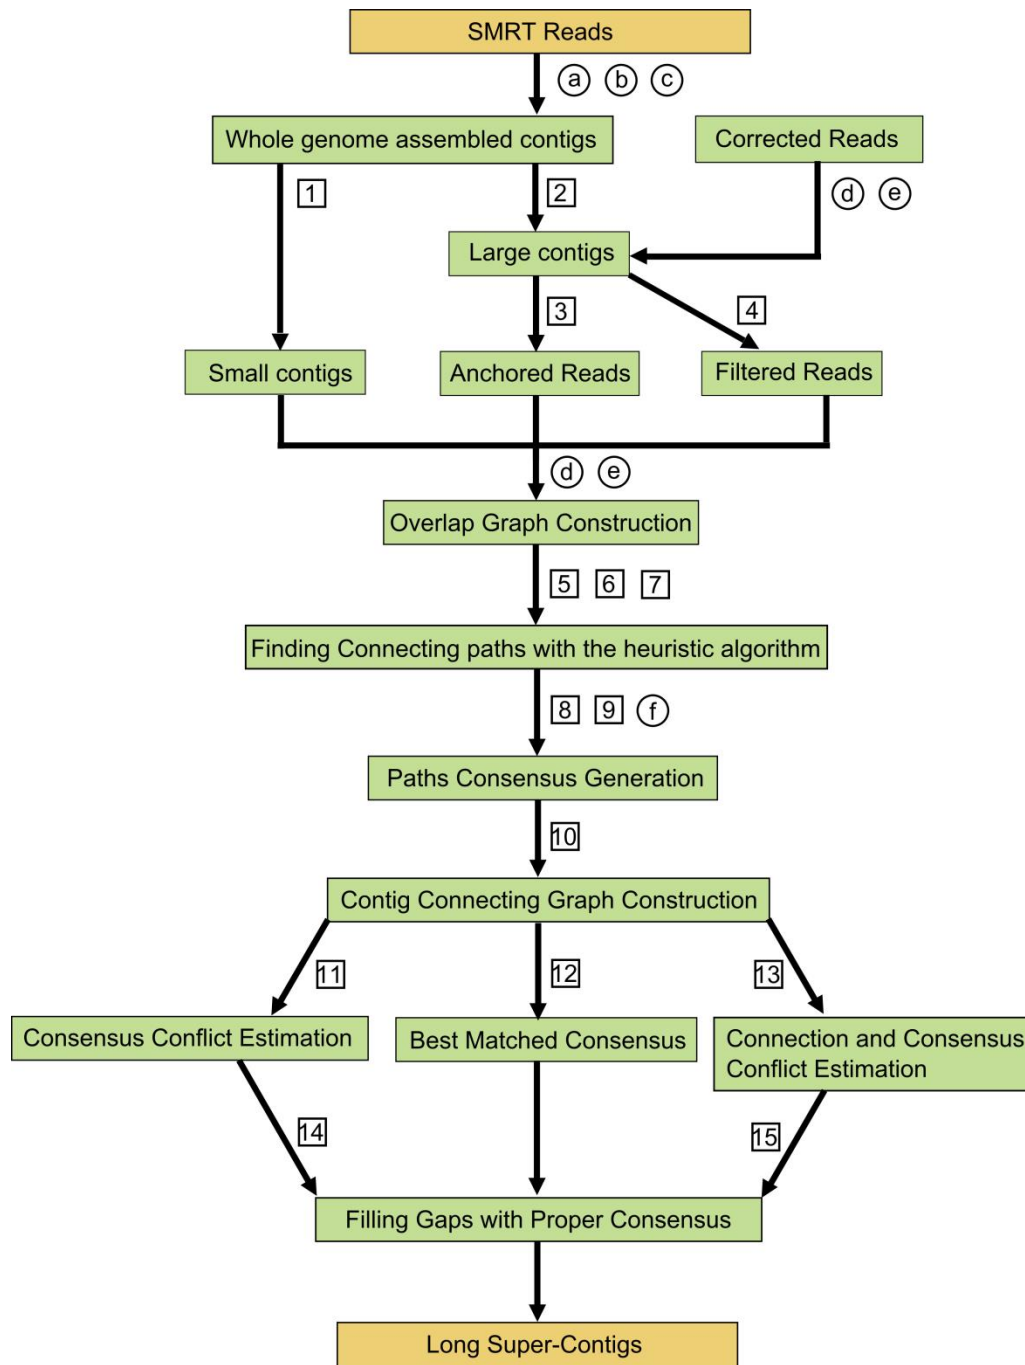 SMRT Reads
a b c
Whole genome assembled contigs
Corrected Reads
1
2
d e
Large contigs
3
4
Small contigs
Anchored Reads
Filtered Reads
d e
Overlap Graph Construction
5 6 7
Finding Connecting paths with the heuristic algorithm
8 9 f
Paths Consensus Generation
10
Contig Connecting Graph Construction
11
12
13
Consensus Conflict Estimation
Best Matched Consensus
Connection and Consensus
Conflict Estimation
14
15
Filling Gaps with Proper Consensus
Long Super-Contigs